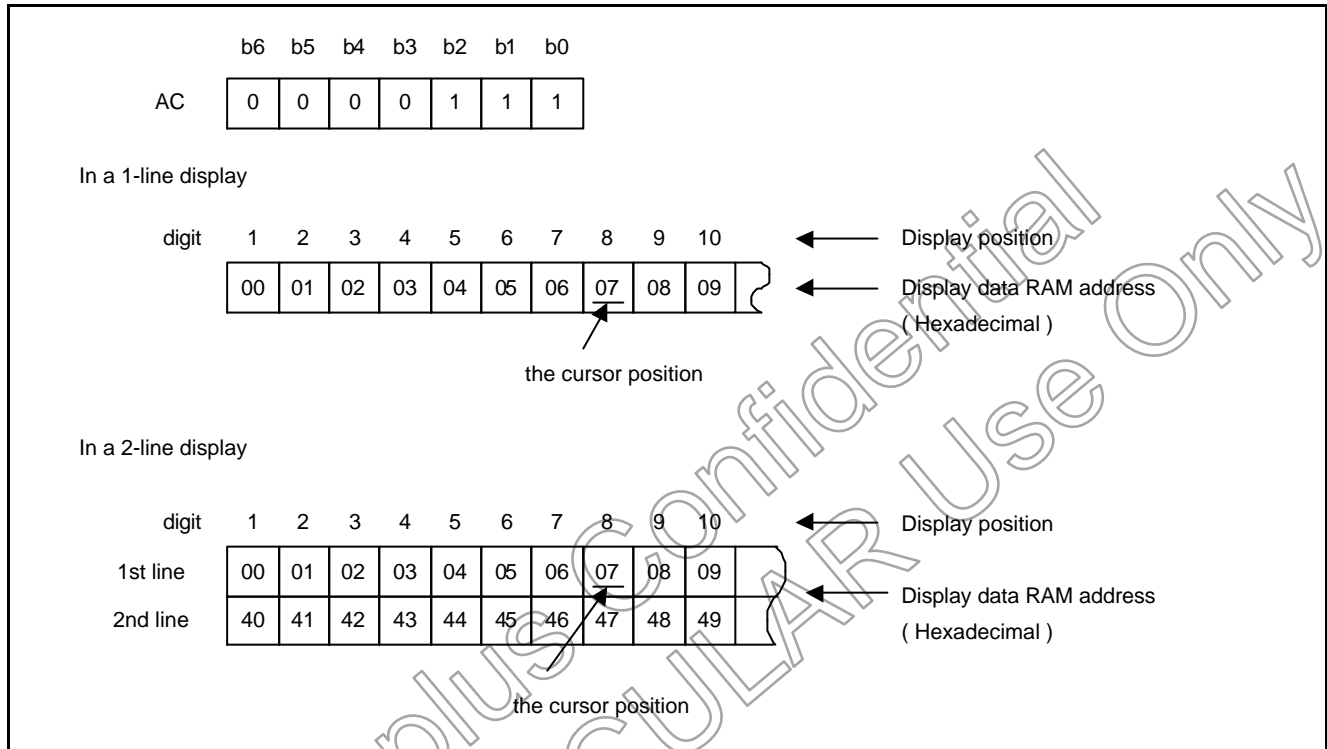 b6 b5 b4 b3 b2 b1 b0
AC 0 0 0 0 1 1 1
In a 1-line display
digit 1 2 3 4 5 6 7 8 9 10 Display position
00 01 02 03 04 05 06 07 08 09 Display data RAM address
( Hexadecimal )
the cursor position
In a 2-line display
digit 1 2 3 4 5 6 7 8 9 10 Display position
1st line 00 01 02 03 04 05 06 07 08 09
Display data RAM address
2nd line 40 41 42 43 44 45 46 47 48 49
( Hexadecimal )
the cursor position
plus Confidential
CULAR Use Only